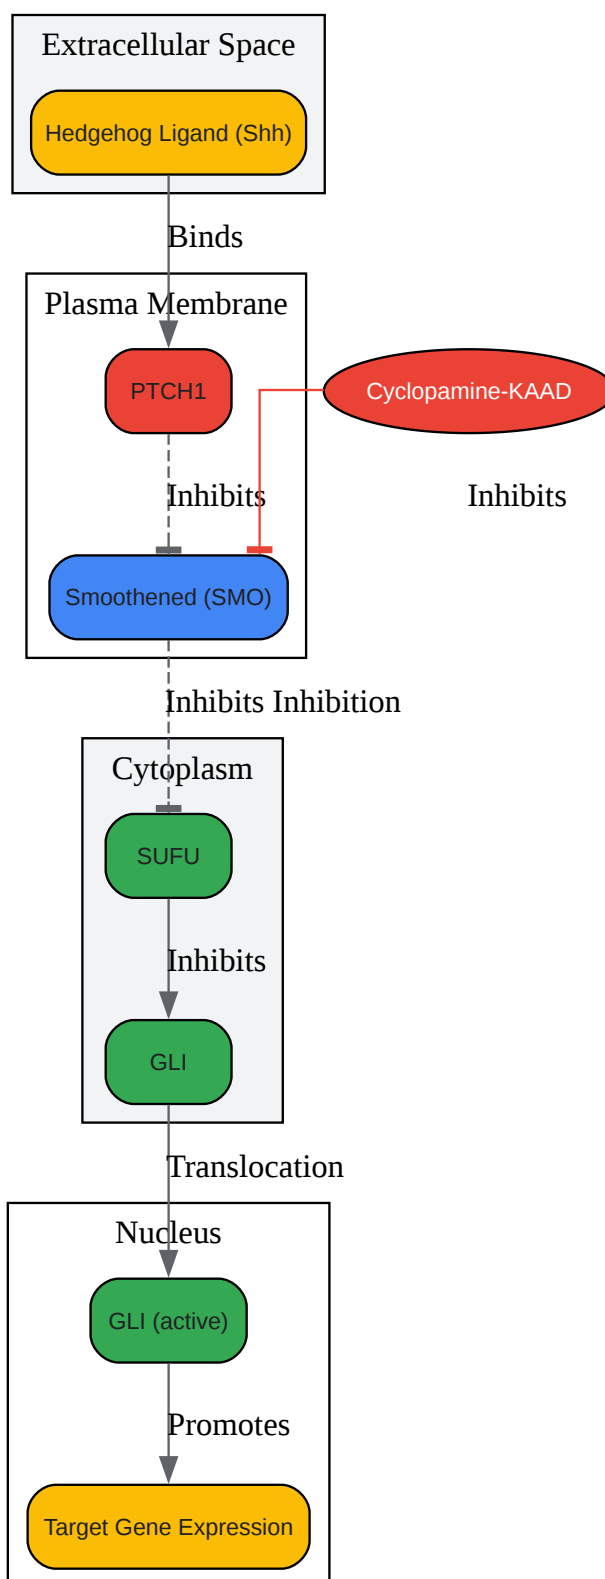 Extracellular Space
Hedgehog Ligand (Shh)
Binds
Plasma Membrane
PTCH1
Cyclopamine-KAAD
Inhibits
Inhibits
Smoothened (SMO)
Inhibits Inhibition
Cytoplasm
SUFU
Inhibits
GLI
Translocation
Nucleus
GLI (active)
Promotes
Target Gene Expression